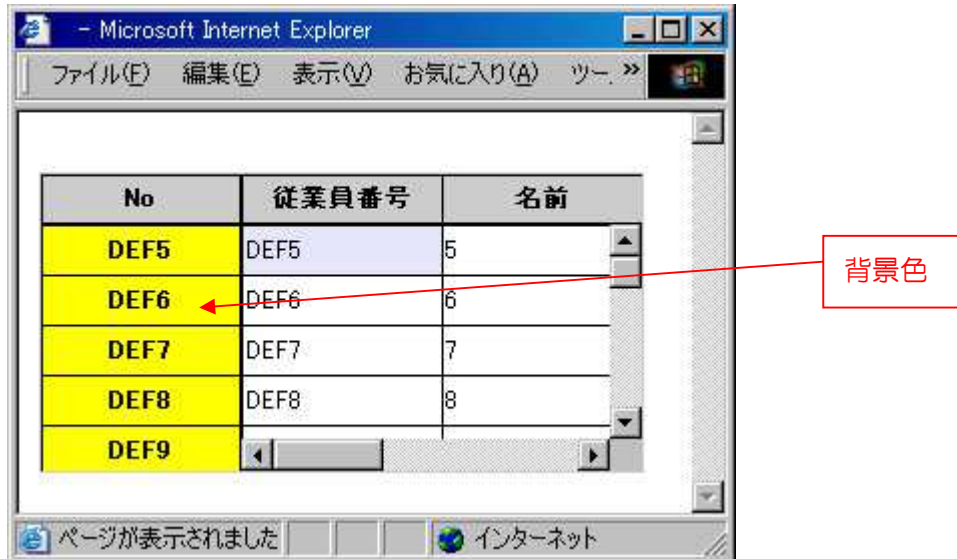 - Microsoft Internet Explorer
ファイル(F) 編集(E) 表示(V) お気に入り(A) ツー. »
No 従業員番号 名前
DEF5 DEF5 5
DEF6 DEF6 6
DEF7 DEF7 7
DEF8 DEF8 8
DEF9
背景色
ページが表示されました インターネット